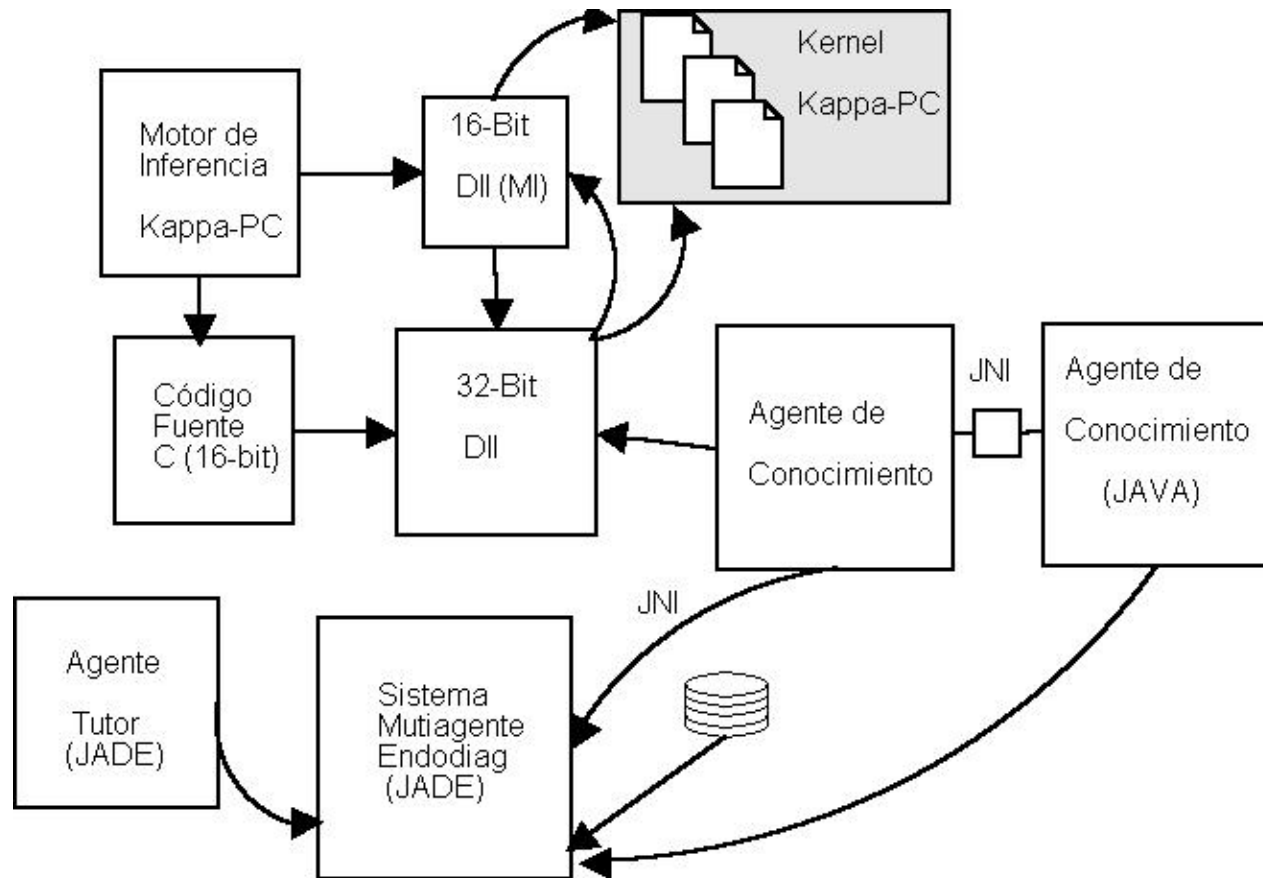 Kernel
Kappa-PC
Motor de
Inferencia
Kappa-PC
16-Bit
Dll (MI)
Código
Fuente
C (16-bit)
32-Bit
Dll
Agente de
Conocimiento
JNI
Agente de
Conocimiento
(JAVA)
JNI
Agente
Tutor
(JADE)
Sistema
Mutiagente
Endodiag
(JADE)